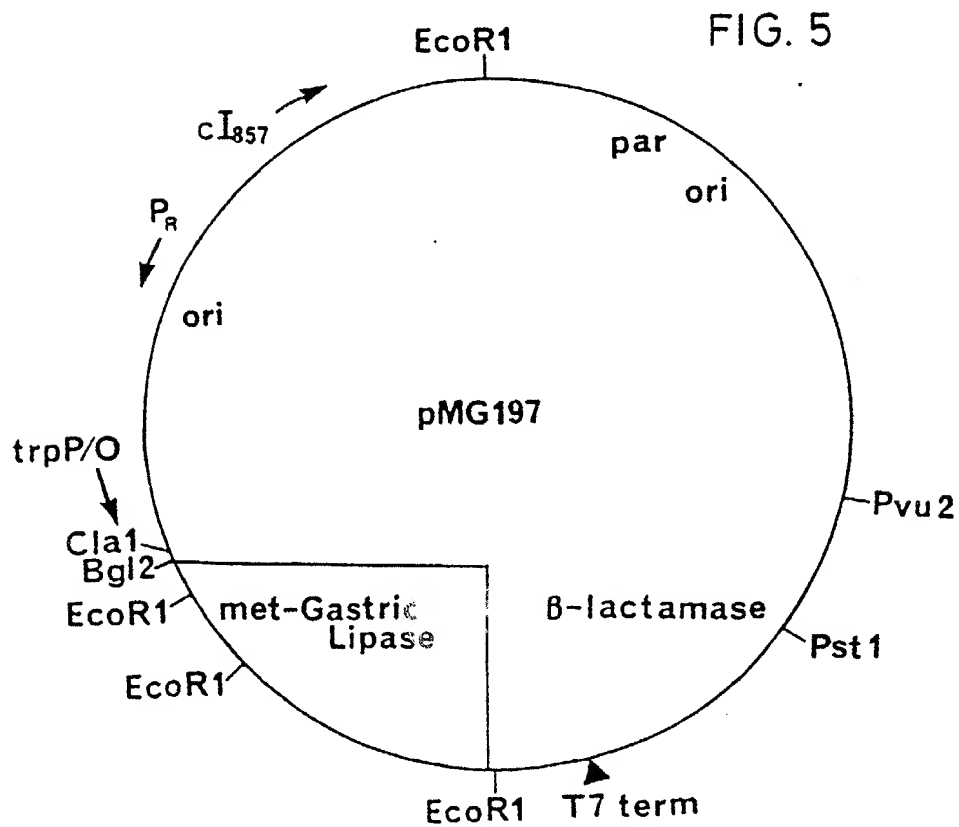 FIG. 5
EcoR1
cI857
par
ori
PR
ori
pMG197
trpP/O
Pvu2
Cla1
Bgl2
EcoR1
met-Gastric
Lipase
β-lactamase
Pst1
EcoR1
EcoR1
T7 term